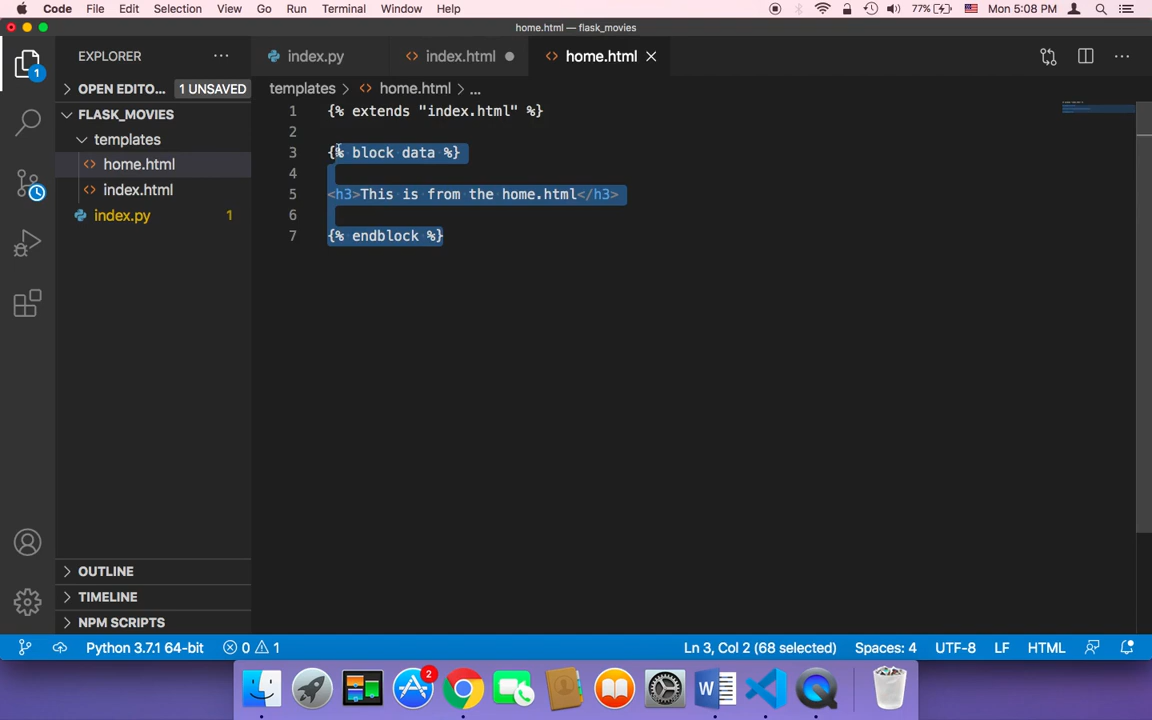 Code File Edit Selection View Go Run Terminal Window Help 77% Mon 5:08 PM
home.html — flask_movies
EXPLORER
index.py
index.html
home.html
1
OPEN EDITO... 1 UNSAVED
templates > home.html > ...
FLASK_MOVIES
templates
home.html
index.html
index.py 1
1 {% extends "index.html" %}
2
3 {% block data %}
4
5 <h3>This is from the home.html</h3>
6
7 {% endblock %}
OUTLINE
TIMELINE
NPM SCRIPTS
Python 3.7.1 64-bit 0 1 Ln 3, Col 2 (68 selected) Spaces: 4 UTF-8 LF HTML
2